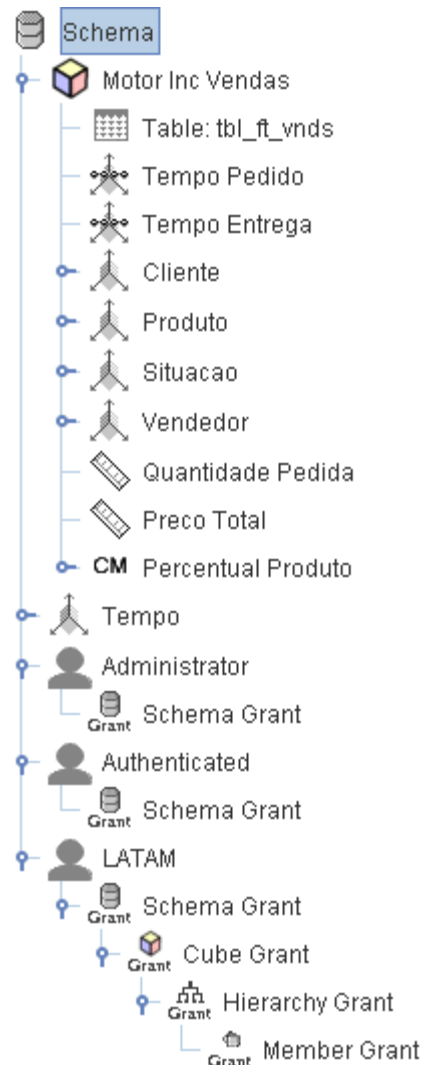 Schema
Motor Inc Vendas
Table: tbl_ft_vnds
Tempo Pedido
Tempo Entrega
Cliente
Produto
Situacao
Vendedor
Quantidade Pedida
Preco Total
CM Percentual Produto
Tempo
Administrator
Grant Schema Grant
Authenticated
Grant Schema Grant
LATAM
Grant Schema Grant
Grant Cube Grant
Grant Hierarchy Grant
Grant Member Grant